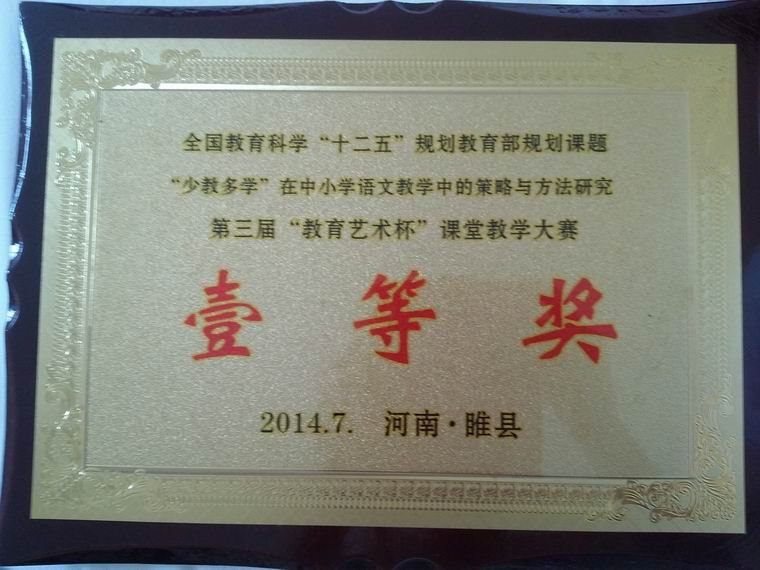 全国教育科学“十二五”规划教育部规划课题
“少教多学”在中小学语文教学中的策略与方法研究
第三届“教育艺术杯”课堂教学大赛
壹等奖
2014.7. 河南·睢县